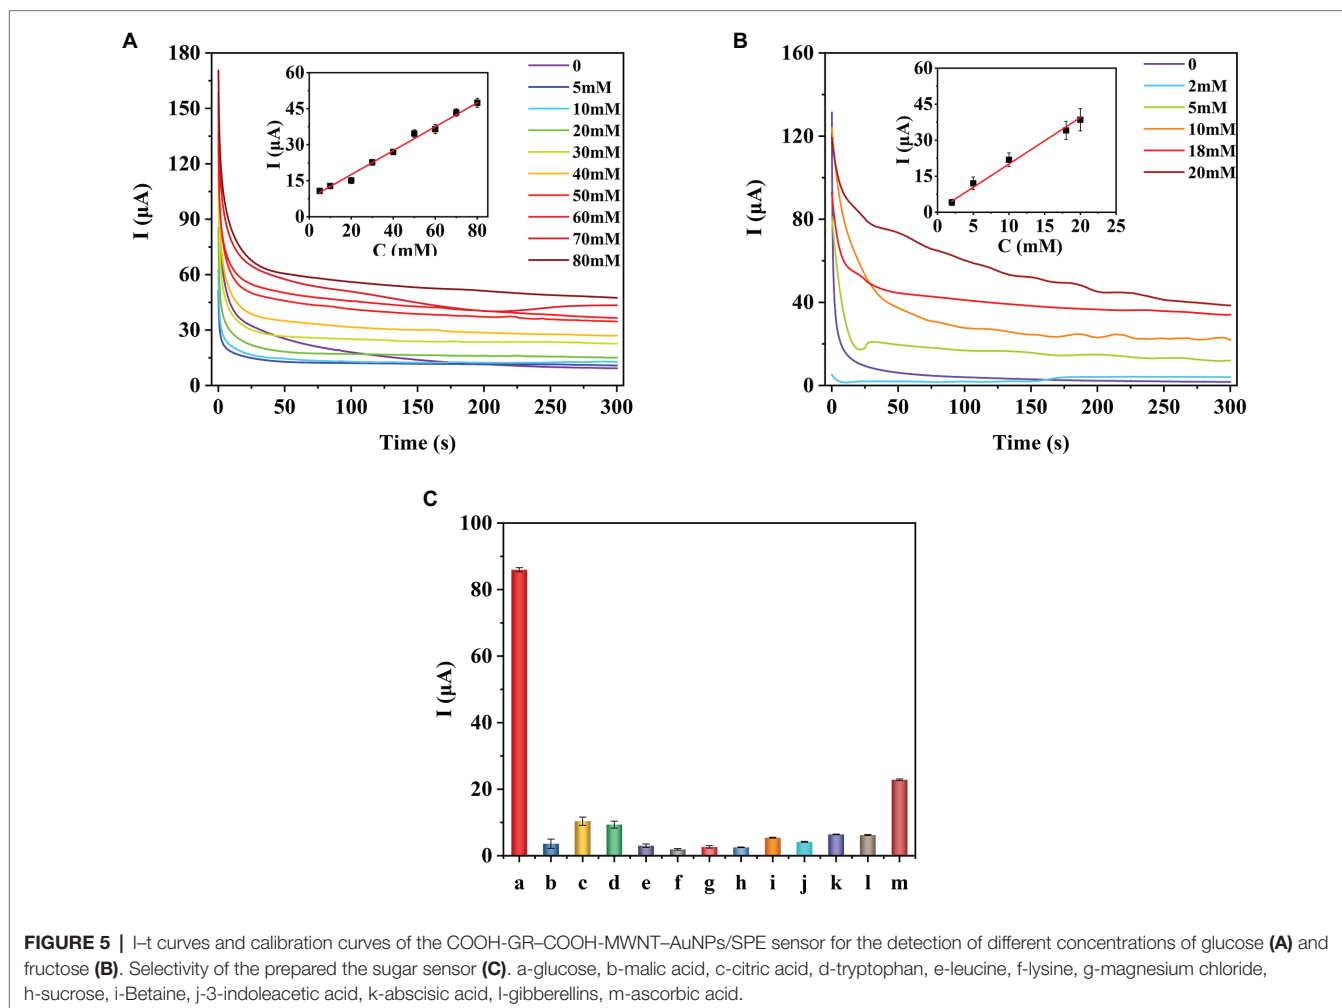 A
I (μA)
180
150
120
90
60
30
0
0 50 100 150 200 250 300
Time (s)
I (μA)
60
45
30
15
0
0 20 40 60 80
C (mM)
0
5mM
10mM
20mM
30mM
40mM
50mM
60mM
70mM
80mM
B
I (μA)
160
120
80
40
0
0 50 100 150 200 250 300
Time (s)
I (μA)
60
45
30
15
0
0 5 10 15 20 25
C (mM)
0
2mM
5mM
10mM
18mM
20mM
C
I (μA)
100
80
60
40
20
0
a b c d e f g h i j k l m
FIGURE 5 | I–t curves and calibration curves of the COOH-GR–COOH-MWNT–AuNPs/SPE sensor for the detection of different concentrations of glucose (A) and
fructose (B). Selectivity of the prepared the sugar sensor (C). a-glucose, b-malic acid, c-citric acid, d-tryptophan, e-leucine, f-lysine, g-magnesium chloride,
h-sucrose, i-Betaine, j-3-indoleacetic acid, k-abscisic acid, l-gibberellins, m-ascorbic acid.